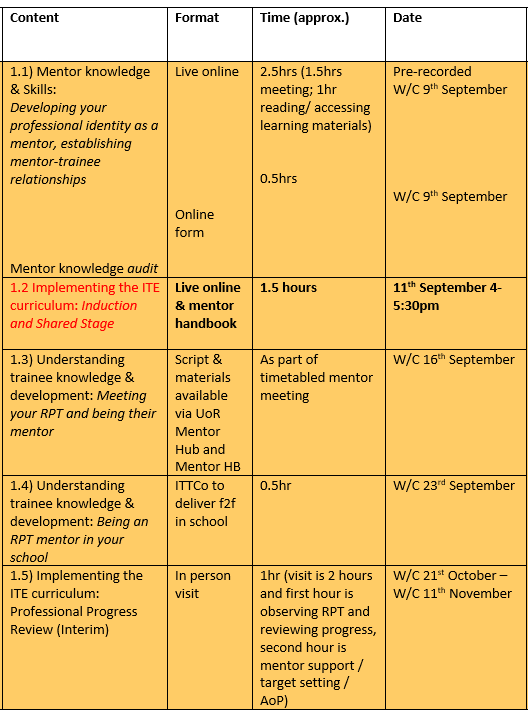 Content
Format
Time (approx.)
Date
1.1) Mentor knowledge
& Skills:
Developing your
professional identity as a
mentor, establishing
mentor-trainee
relationships
Mentor knowledge audit
Live online
Online
form
2.5hrs (1.5hrs
meeting; 1hr
reading/ accessing
learning materials)
0.5hrs
Pre-recorded
W/C 9th September
W/C 9th September
1.2 Implementing the ITE
curriculum: Induction
and Shared Stage
Live online
& mentor
handbook
1.5 hours
11th September 4-
5:30pm
1.3) Understanding
trainee knowledge &
development: Meeting
your RPT and being their
mentor
Script &
materials
available
via UoR
Mentor
Hub and
Mentor HB
As part of
timetabled mentor
meeting
W/C 16th September
1.4) Understanding
trainee knowledge &
development: Being an
RPT mentor in your
school
ITTCo to
deliver f2f
in school
0.5hr
W/C 23rd September
1.5) Implementing the
ITE curriculum:
Professional Progress
Review (Interim)
In person
visit
1hr (visit is 2 hours
and first hour is
observing RPT and
reviewing progress,
second hour is
mentor support /
target setting /
AoP)
W/C 21st October –
W/C 11th November